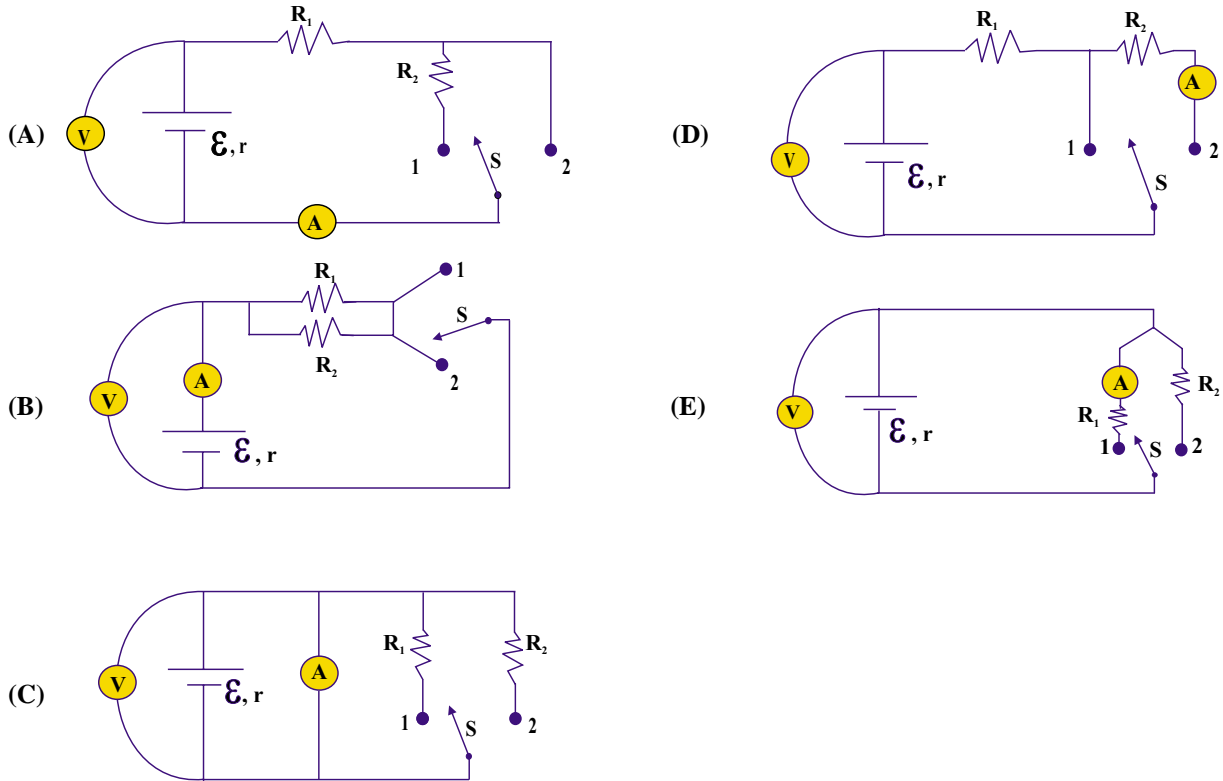 (A)
V
ε, r
R₁
R₂
1
S
2
A
(B)
V
A
ε, r
R₁
R₂
1
S
2
(C)
V
ε, r
A
R₁
R₂
1
S
2
(D)
V
ε, r
R₁
R₂
A
1
S
2
(E)
V
ε, r
A
R₁
R₂
1
S
2